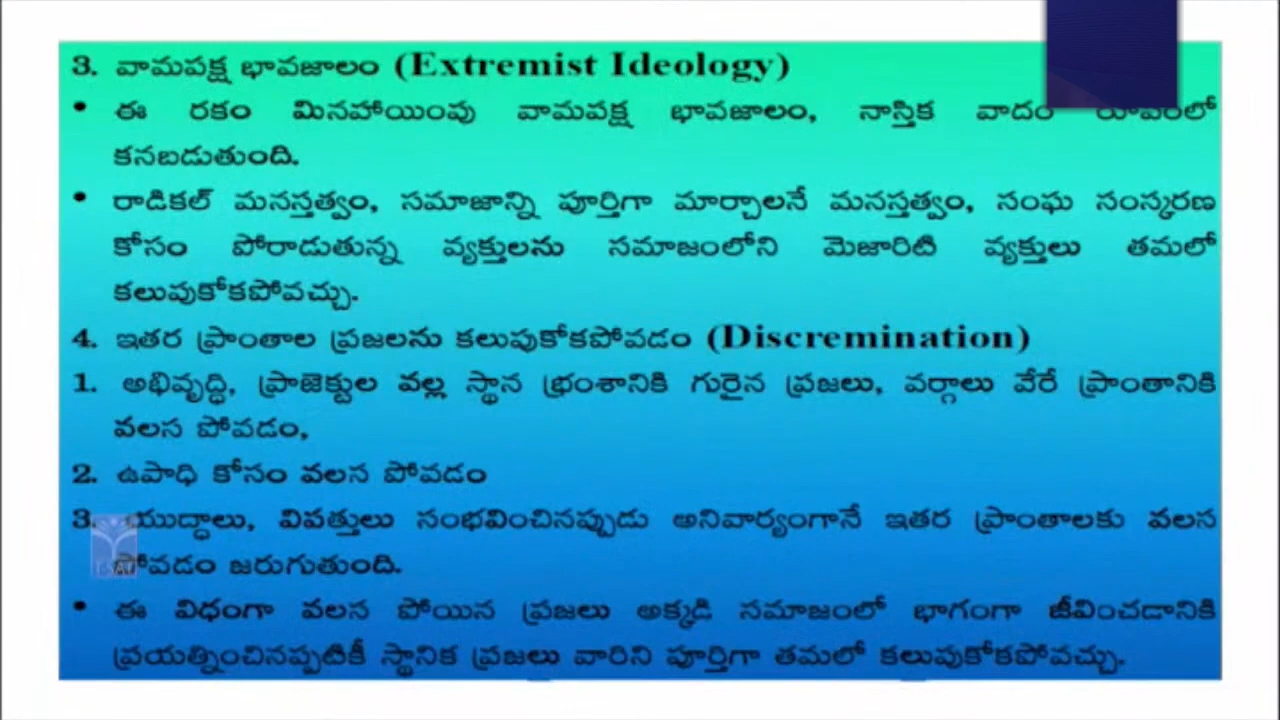 3. వామపక్ష భావజాలం (Extremist Ideology)
• ఈ రకం మినహాయింపు వామపక్ష భావజాలం, నాస్తిక వాదం రూపంలో
కనబడుతుంది.
• రాడికల్ మనస్తత్వం, సమాజాన్ని పూర్తిగా మార్చాలనే మనస్తత్వం, సంఘ సంస్కరణ
కోసం పోరాడుతున్న వ్యక్తులను సమాజంలోని మెజారిటి వ్యక్తులు తమలో
కలుపుకోకపోవచ్చు.
4. ఇతర ప్రాంతాల ప్రజలను కలుపుకోకపోవడం (Discremination)
1. అభివృద్ధి, ప్రాజెక్టుల వల్ల స్థాన భ్రంశానికి గురైన ప్రజలు, వర్గాలు వేరే ప్రాంతానికి
వలస పోవడం,
2. ఉపాధి కోసం వలస పోవడం
3. యుద్ధాలు, విపత్తులు సంభవించినప్పుడు అనివార్యంగానే ఇతర ప్రాంతాలకు వలస
పోవడం జరుగుతుంది.
• ఈ విధంగా వలస పోయిన ప్రజలు అక్కడి సమాజంలో భాగంగా జీవించడానికి
ప్రయత్నించినప్పటికీ స్థానిక ప్రజలు వారిని పూర్తిగా తమలో కలుపుకోకపోవచ్చు.